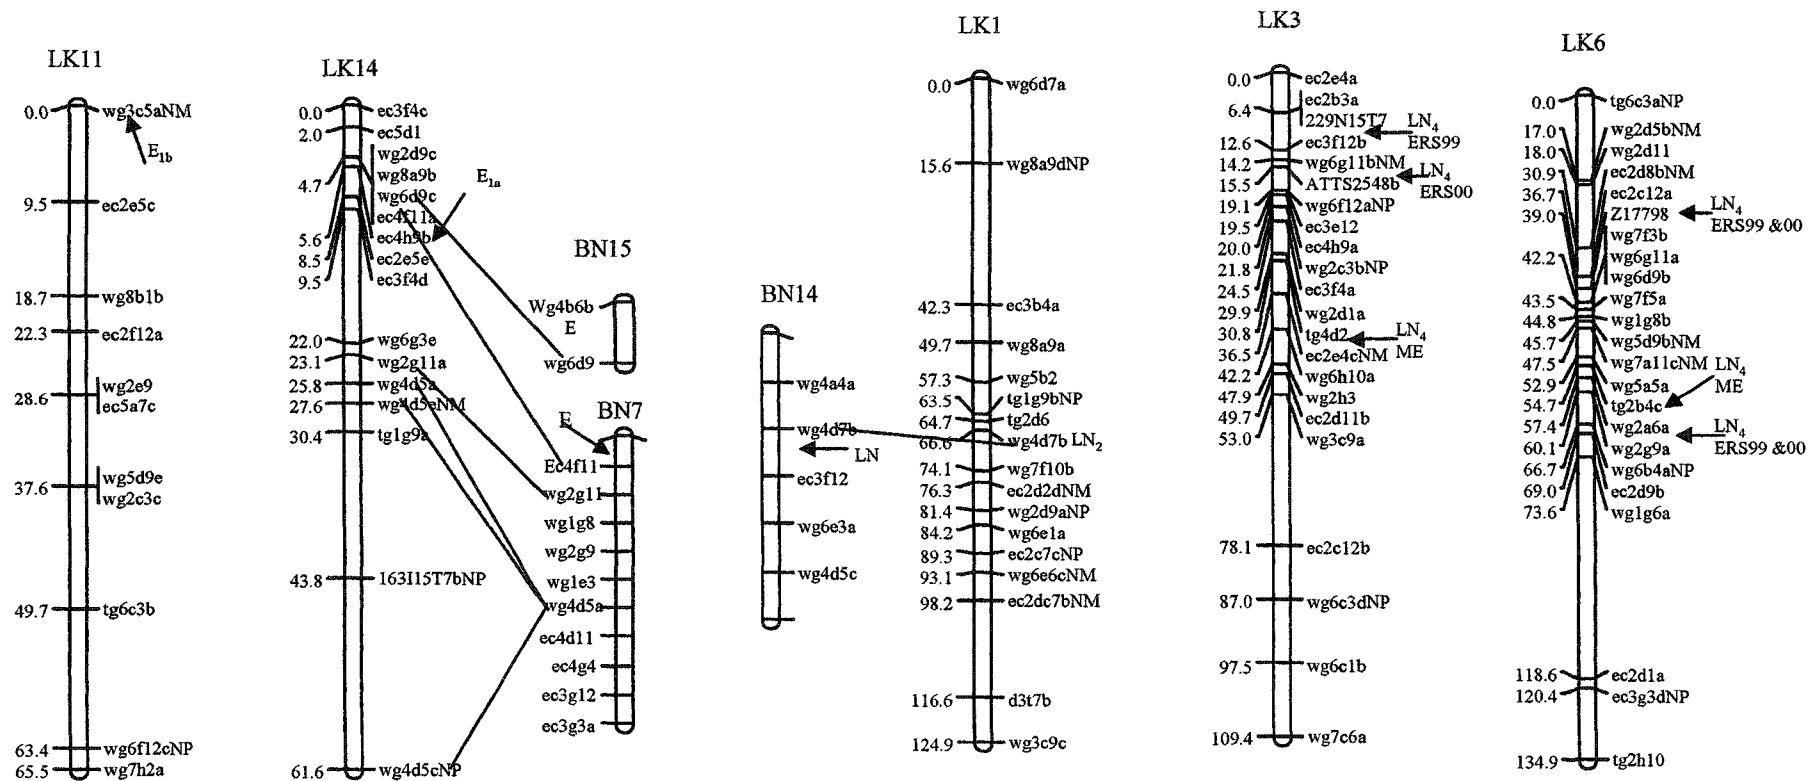 LK11
0.0 wg3c5aNM
E1b
9.5 ec2e5c
18.7 wg8b1b
22.3 ec2f12a
wg2e9
28.6 ec5a7c
wg5d9e
37.6 wg2c3c
49.7 tg6c3b
63.4 wg6f12cNP
65.5 wg7h2a
LK14
0.0 ec3f4c
2.0 ec5d1
wg2d9c
4.7 wg8a9b
wg6d9c
E1a
ec4f11a
5.6 ec4h9b
8.5 ec2e5e
9.5 ec3f4d
22.0 wg6g3e
23.1 wg2g11a
25.8 wg4d5a
27.6 wg4d5eNM
30.4 tg1g9a
43.8 163I15T7bNP
61.6 wg4d5cNP
BN15
Wg4b6b
E
wg6d9
BN7
E
Ec4f11
wg2g11
wg1g8
wg2g9
wg1e3
wg4d5a
ec4d11
ec4g4
ec3g12
ec3g3a
BN14
wg4a4a
wg4d7b
LN
ec3f12
wg6e3a
wg4d5c
LK1
0.0 wg6d7a
15.6 wg8a9dNP
42.3 ec3b4a
49.7 wg8a9a
57.3 wg5b2
63.5 tg1g9bNP
64.7 tg2d6
66.6 wg4d7b LN2
74.1 wg7f10b
76.3 ec2d2dNM
81.4 wg2d9aNP
84.2 wg6e1a
89.3 ec2c7cNP
93.1 wg6e6cNM
98.2 ec2dc7bNM
116.6 d3t7b
124.9 wg3c9c
LK3
0.0 ec2e4a
ec2b3a
6.4 229N15T7
LN4
12.6 ec3f12b ERS99
14.2 wg6g11bNM
LN4
15.5 ATTS2548b ERS00
19.1 wg6f12aNP
19.5 ec3e12
20.0 ec4h9a
21.8 wg2c3bNP
24.5 ec3f4a
29.9 wg2d1a
30.8 tg4d2 LN4
36.5 ec2e4cNM ME
42.2 wg6h10a
47.9 wg2h3
49.7 ec2d11b
53.0 wg3c9a
78.1 ec2c12b
87.0 wg6c3dNP
97.5 wg6c1b
109.4 wg7c6a
LK6
0.0 tg6c3aNP
17.0 wg2d5bNM
18.0 wg2d11
30.9 ec2d8bNM
36.7 ec2c12a
39.0 Z17798 LN4
ERS99 &00
wg7f3b
42.2 wg6g11a
wg6d9b
43.5 wg7f5a
44.8 wg1g8b
45.7 wg5d9bNM
47.5 wg7a11cNM LN4
52.9 wg5a5a ME
54.7 tg2b4c
57.4 wg2a6a LN4
60.1 wg2g9a ERS99 &00
66.7 wg6b4aNP
69.0 ec2d9b
73.6 wg1g6a
118.6 ec2d1a
120.4 ec3g3dNP
134.9 tg2h10